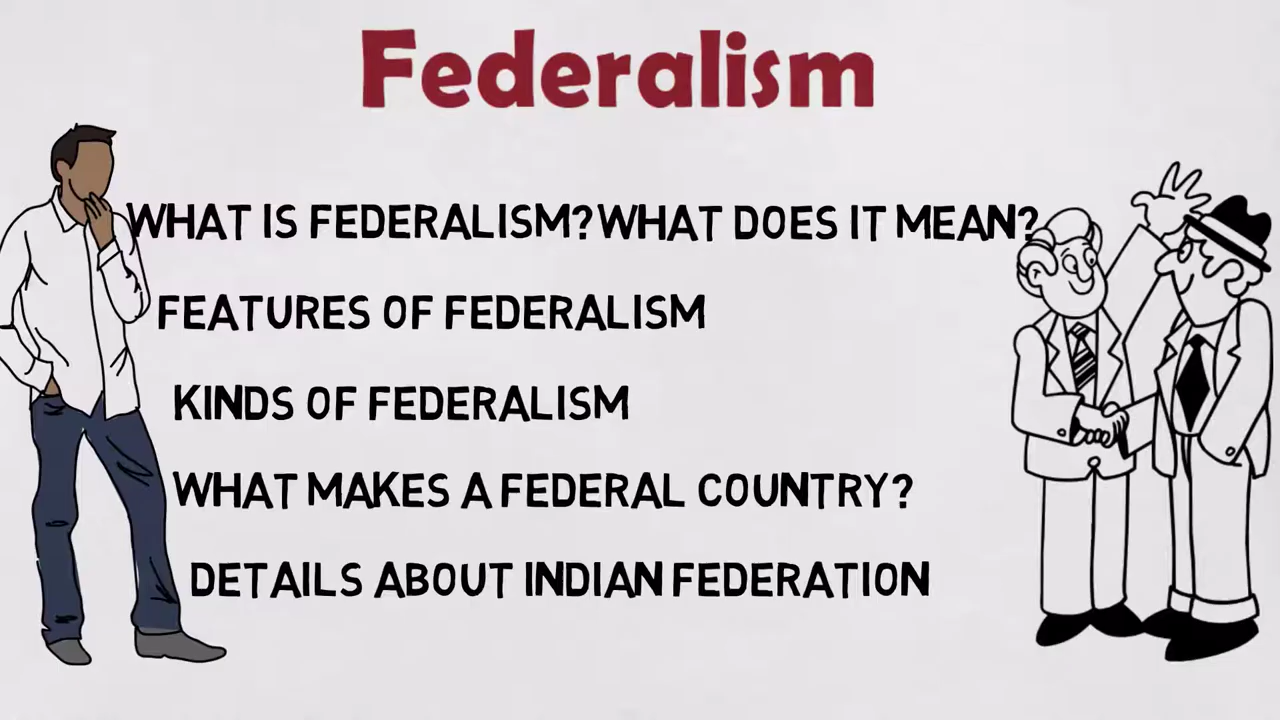 Federalism
WHAT IS FEDERALISM? WHAT DOES IT MEAN?
FEATURES OF FEDERALISM
KINDS OF FEDERALISM
WHAT MAKES A FEDERAL COUNTRY?
DETAILS ABOUT INDIAN FEDERATION